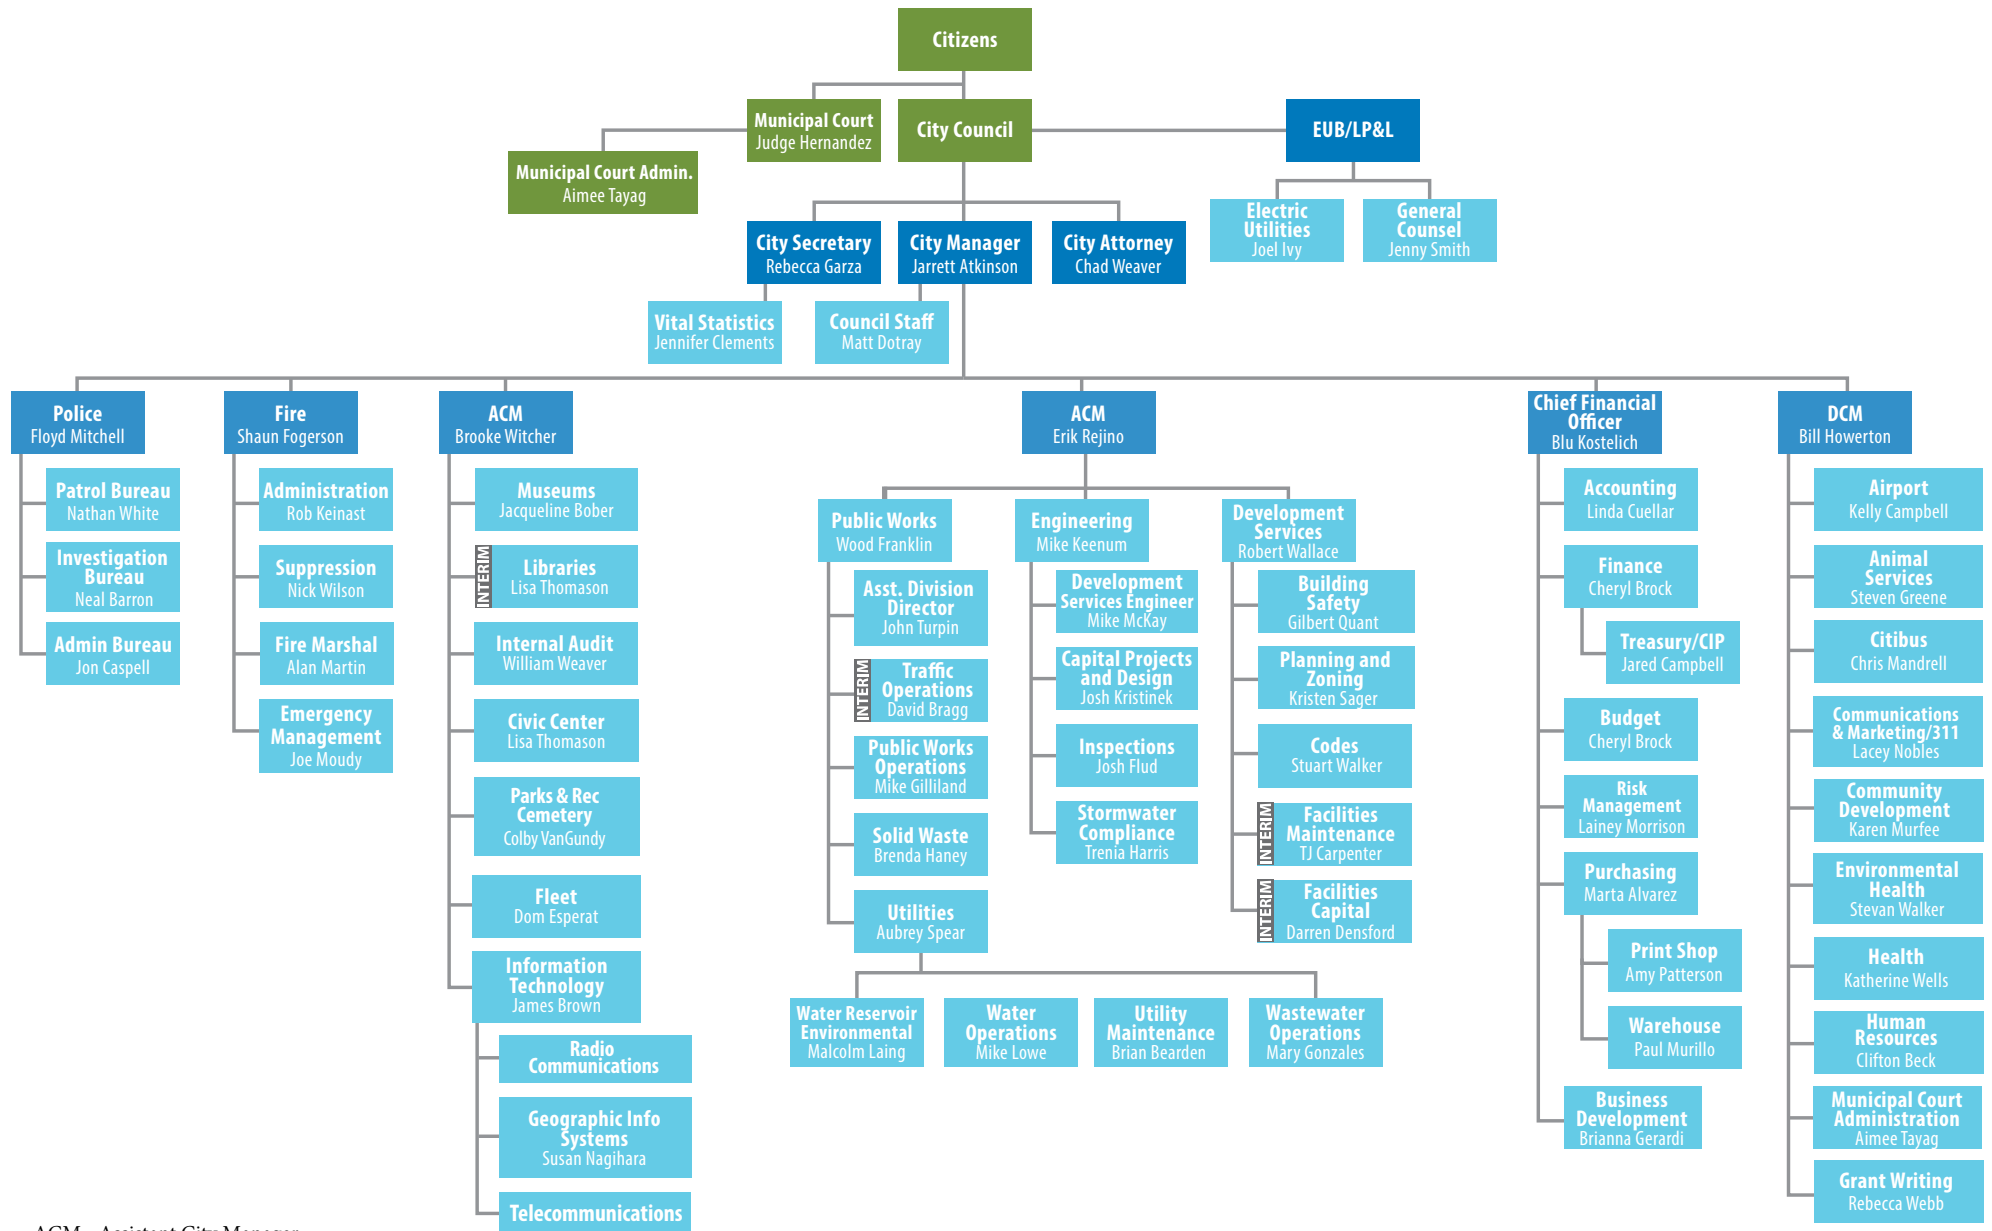 Citizens
Municipal Court
Judge Hernandez
City Council
EUB/LP&L
Municipal Court Admin.
Aimee Tayag
Electric
Utilities
Joel Ivy
General
Counsel
Jenny Smith
City Secretary
Rebecca Garza
City Manager
Jarrett Atkinson
City Attorney
Chad Weaver
Vital Statistics
Jennifer Clements
Council Staff
Matt Dotray
Police
Floyd Mitchell
Patrol Bureau
Nathan White
Investigation
Bureau
Neal Barron
Admin Bureau
Jon Caspell
Fire
Shaun Fogerson
Administration
Rob Keinast
Suppression
Nick Wilson
Fire Marshal
Alan Martin
Emergency
Management
Joe Moudy
ACM
Brooke Witcher
Museums
Jacqueline Bober
INTERIM
Libraries
Lisa Thomason
Internal Audit
William Weaver
Civic Center
Lisa Thomason
Parks & Rec
Cemetery
Colby VanGundy
Fleet
Dom Esperat
Information
Technology
James Brown
Radio
Communications
Geographic Info
Systems
Susan Nagihara
Telecommunications
ACM
Erik Rejino
Public Works
Wood Franklin
Asst. Division
Director
John Turpin
INTERIM
Traffic
Operations
David Bragg
Public Works
Operations
Mike Gilliland
Solid Waste
Brenda Haney
Utilities
Aubrey Spear
Water Reservoir
Environmental
Malcolm Laing
Water
Operations
Mike Lowe
Utility
Maintenance
Brian Bearden
Wastewater
Operations
Mary Gonzales
Engineering
Mike Keenum
Development
Services Engineer
Mike McKay
Capital Projects
and Design
Josh Kristinek
Inspections
Josh Flud
Stormwater
Compliance
Trenia Harris
Development
Services
Robert Wallace
Building
Safety
Gilbert Quant
Planning and
Zoning
Kristen Sager
Codes
Stuart Walker
INTERIM
Facilities
Maintenance
TJ Carpenter
INTERIM
Facilities
Capital
Darren Densford
Chief Financial
Officer
Blu Kostelich
Accounting
Linda Cuellar
Finance
Cheryl Brock
Treasury/CIP
Jared Campbell
Budget
Cheryl Brock
Risk
Management
Lainey Morrison
Purchasing
Marta Alvarez
Print Shop
Amy Patterson
Warehouse
Paul Murillo
Business
Development
Brianna Gerardi
DCM
Bill Howerton
Airport
Kelly Campbell
Animal
Services
Steven Greene
Citibus
Chris Mandrell
Communications
& Marketing/311
Lacey Nobles
Community
Development
Karen Murfee
Environmental
Health
Stevan Walker
Health
Katherine Wells
Human
Resources
Clifton Beck
Municipal Court
Administration
Aimee Tayag
Grant Writing
Rebecca Webb